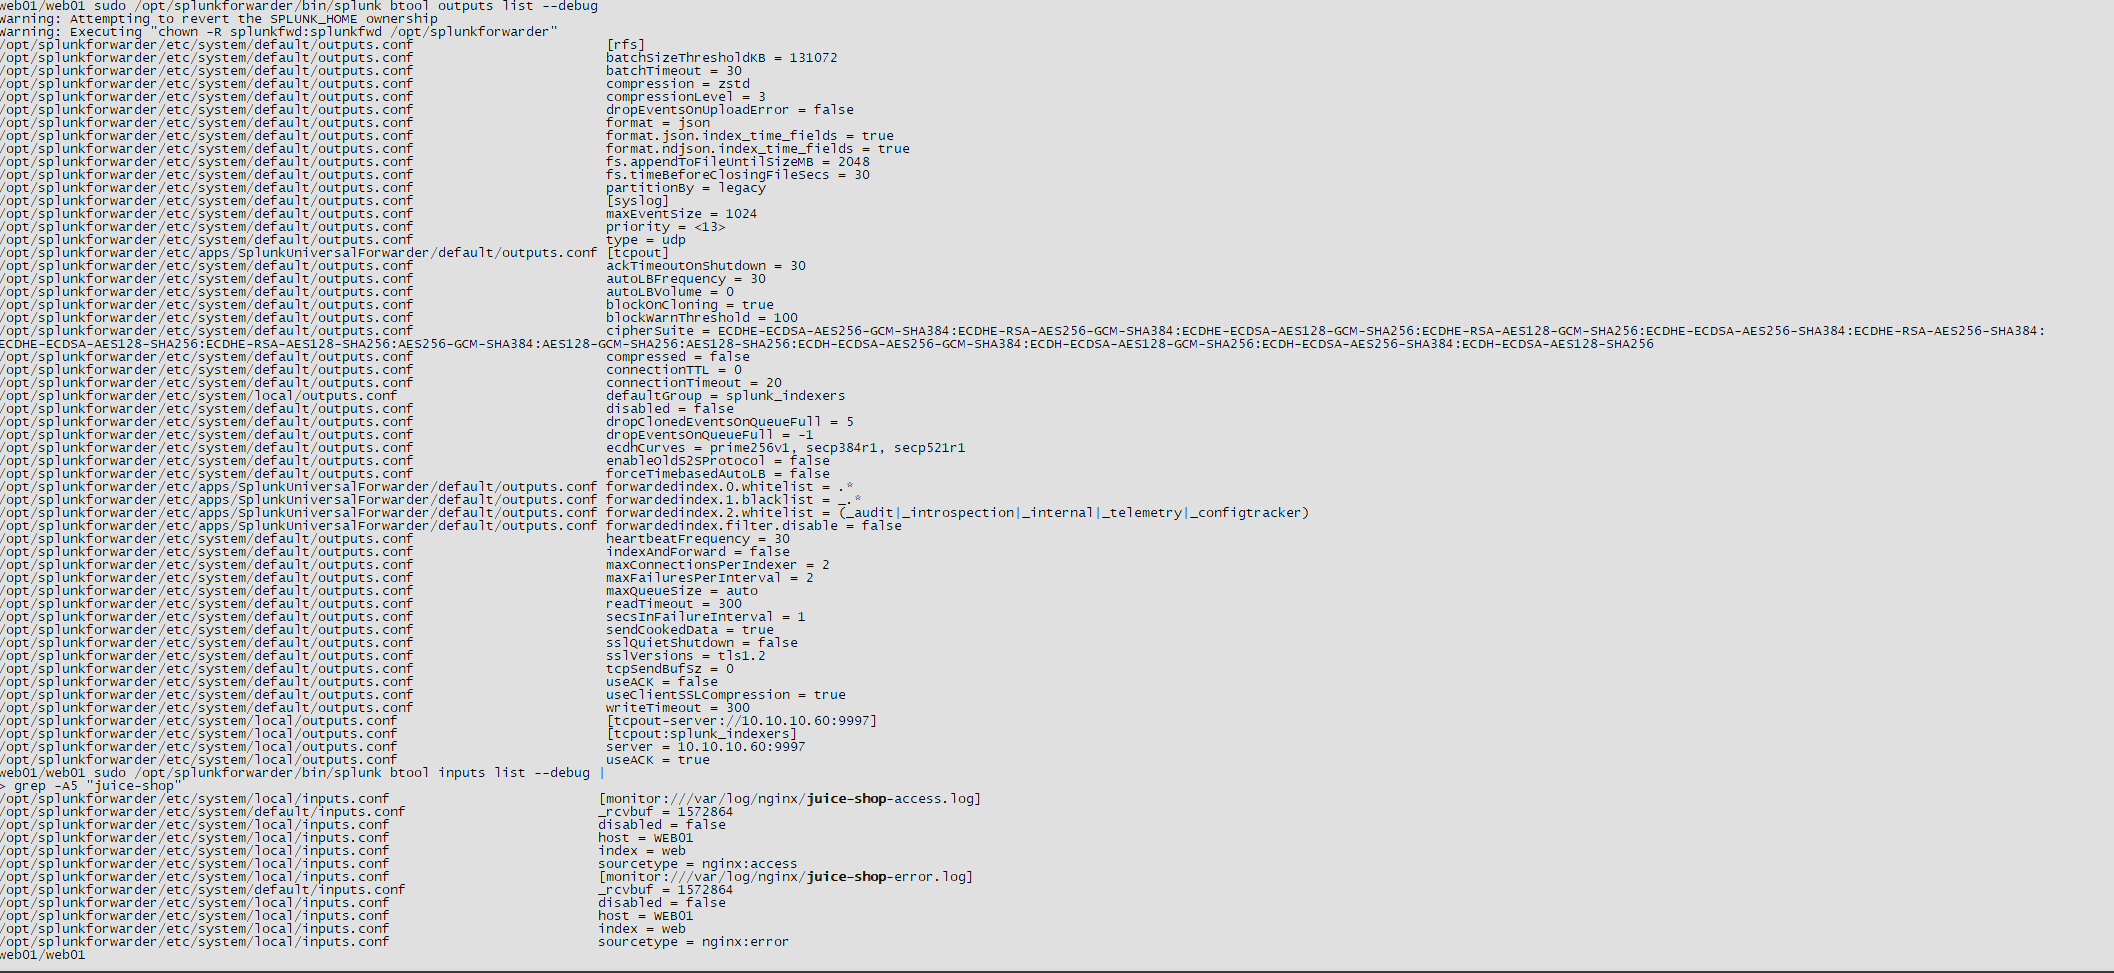 web01/web01 sudo /opt/splunkforwarder/bin/splunk btool outputs list --debug
Warning: Attempting to revert the SPLUNK_HOME ownership
Warning: Executing "chown -R splunkfwd:splunkfwd /opt/splunkforwarder"
/opt/splunkforwarder/etc/system/default/outputs.conf [rfs]
/opt/splunkforwarder/etc/system/default/outputs.conf batchSizeThresholdKB = 131072
/opt/splunkforwarder/etc/system/default/outputs.conf batchTimeout = 30
/opt/splunkforwarder/etc/system/default/outputs.conf compression = zstd
/opt/splunkforwarder/etc/system/default/outputs.conf compressionLevel = 3
/opt/splunkforwarder/etc/system/default/outputs.conf dropEventsOnUploadError = false
/opt/splunkforwarder/etc/system/default/outputs.conf format = json
/opt/splunkforwarder/etc/system/default/outputs.conf format.json.index_time_fields = true
/opt/splunkforwarder/etc/system/default/outputs.conf format.ndjson.index_time_fields = true
/opt/splunkforwarder/etc/system/default/outputs.conf fs.appendToFileUntilSizeMB = 2048
/opt/splunkforwarder/etc/system/default/outputs.conf fs.timeBeforeClosingFileSecs = 30
/opt/splunkforwarder/etc/system/default/outputs.conf partitionBy = legacy
/opt/splunkforwarder/etc/system/default/outputs.conf [syslog]
/opt/splunkforwarder/etc/system/default/outputs.conf maxEventSize = 1024
/opt/splunkforwarder/etc/system/default/outputs.conf priority = <13>
/opt/splunkforwarder/etc/system/default/outputs.conf type = udp
/opt/splunkforwarder/etc/apps/SplunkUniversalForwarder/default/outputs.conf [tcpout]
/opt/splunkforwarder/etc/system/default/outputs.conf ackTimeoutOnShutdown = 30
/opt/splunkforwarder/etc/system/default/outputs.conf autoLBFrequency = 30
/opt/splunkforwarder/etc/system/default/outputs.conf autoLBVolume = 0
/opt/splunkforwarder/etc/system/default/outputs.conf blockOnCloning = true
/opt/splunkforwarder/etc/system/default/outputs.conf blockWarnThreshold = 100
/opt/splunkforwarder/etc/system/default/outputs.conf cipherSuite = ECDHE-ECDSA-AES256-GCM-SHA384:ECDHE-RSA-AES256-GCM-SHA384:ECDHE-ECDSA-AES128-GCM-SHA256:ECDHE-RSA-AES128-GCM-SHA256:ECDHE-ECDSA-AES256-SHA384:ECDHE-RSA-AES256-SHA384:
ECDHE-ECDSA-AES128-SHA256:ECDHE-RSA-AES128-SHA256:AES256-GCM-SHA384:AES128-GCM-SHA256:AES128-SHA256:ECDH-ECDSA-AES256-GCM-SHA384:ECDH-ECDSA-AES128-GCM-SHA256:ECDH-ECDSA-AES256-SHA384:ECDH-ECDSA-AES128-SHA256
/opt/splunkforwarder/etc/system/default/outputs.conf compressed = false
/opt/splunkforwarder/etc/system/default/outputs.conf connectionTTL = 0
/opt/splunkforwarder/etc/system/default/outputs.conf connectionTimeout = 20
/opt/splunkforwarder/etc/system/local/outputs.conf defaultGroup = splunk_indexers
/opt/splunkforwarder/etc/system/default/outputs.conf disabled = false
/opt/splunkforwarder/etc/system/default/outputs.conf dropClonedEventsOnQueueFull = 5
/opt/splunkforwarder/etc/system/default/outputs.conf dropEventsOnQueueFull = -1
/opt/splunkforwarder/etc/system/default/outputs.conf ecdhCurves = prime256v1, secp384r1, secp521r1
/opt/splunkforwarder/etc/system/default/outputs.conf enableOldS2SProtocol = false
/opt/splunkforwarder/etc/system/default/outputs.conf forceTimebasedAutoLB = false
/opt/splunkforwarder/etc/apps/SplunkUniversalForwarder/default/outputs.conf forwardedindex.0.whitelist = .*
/opt/splunkforwarder/etc/apps/SplunkUniversalForwarder/default/outputs.conf forwardedindex.1.blacklist = _.*
/opt/splunkforwarder/etc/apps/SplunkUniversalForwarder/default/outputs.conf forwardedindex.2.whitelist = (_audit|_introspection|_internal|_telemetry|_configtracker)
/opt/splunkforwarder/etc/apps/SplunkUniversalForwarder/default/outputs.conf forwardedindex.filter.disable = false
/opt/splunkforwarder/etc/system/default/outputs.conf heartbeatFrequency = 30
/opt/splunkforwarder/etc/system/default/outputs.conf indexAndForward = false
/opt/splunkforwarder/etc/system/default/outputs.conf maxConnectionsPerIndexer = 2
/opt/splunkforwarder/etc/system/default/outputs.conf maxFailuresPerInterval = 2
/opt/splunkforwarder/etc/system/default/outputs.conf maxQueueSize = auto
/opt/splunkforwarder/etc/system/default/outputs.conf readTimeout = 300
/opt/splunkforwarder/etc/system/default/outputs.conf secsInFailureInterval = 1
/opt/splunkforwarder/etc/system/default/outputs.conf sendCookedData = true
/opt/splunkforwarder/etc/system/default/outputs.conf sslQuietShutdown = false
/opt/splunkforwarder/etc/system/default/outputs.conf sslVersions = tls1.2
/opt/splunkforwarder/etc/system/default/outputs.conf tcpSendBufSz = 0
/opt/splunkforwarder/etc/system/default/outputs.conf useACK = false
/opt/splunkforwarder/etc/system/default/outputs.conf useClientSSLCompression = true
/opt/splunkforwarder/etc/system/default/outputs.conf writeTimeout = 300
/opt/splunkforwarder/etc/system/local/outputs.conf [tcpout-server://10.10.10.60:9997]
/opt/splunkforwarder/etc/system/local/outputs.conf [tcpout:splunk_indexers]
/opt/splunkforwarder/etc/system/local/outputs.conf server = 10.10.10.60:9997
/opt/splunkforwarder/etc/system/local/outputs.conf useACK = true
web01/web01 sudo /opt/splunkforwarder/bin/splunk btool inputs list --debug |
> grep -A5 "juice-shop"
/opt/splunkforwarder/etc/system/local/inputs.conf [monitor:///var/log/nginx/juice-shop-access.log]
/opt/splunkforwarder/etc/system/default/inputs.conf _rcvbuf = 1572864
/opt/splunkforwarder/etc/system/local/inputs.conf disabled = false
/opt/splunkforwarder/etc/system/local/inputs.conf host = WEB01
/opt/splunkforwarder/etc/system/local/inputs.conf index = web
/opt/splunkforwarder/etc/system/local/inputs.conf sourcetype = nginx:access
/opt/splunkforwarder/etc/system/local/inputs.conf [monitor:///var/log/nginx/juice-shop-error.log]
/opt/splunkforwarder/etc/system/default/inputs.conf _rcvbuf = 1572864
/opt/splunkforwarder/etc/system/local/inputs.conf disabled = false
/opt/splunkforwarder/etc/system/local/inputs.conf host = WEB01
/opt/splunkforwarder/etc/system/local/inputs.conf index = web
/opt/splunkforwarder/etc/system/local/inputs.conf sourcetype = nginx:error
web01/web01